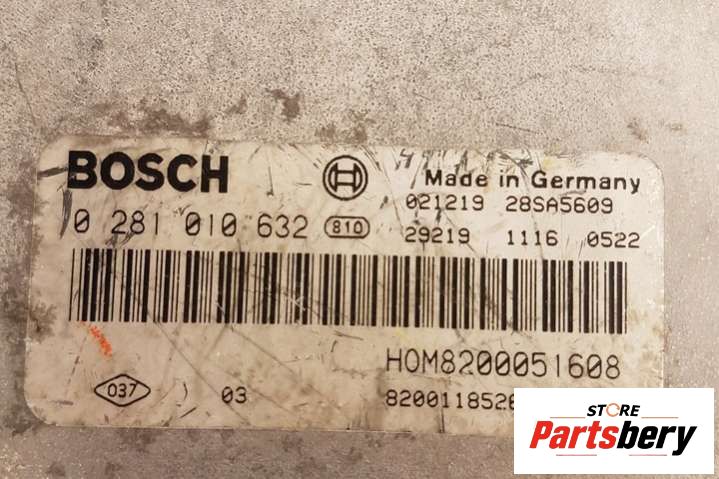 BOSCH
Made in Germany
021219 28SA5609
0 281 010 632 810
29219 1116 0522
HOM8200051608
037 03
820011852
STORE
Partsbery